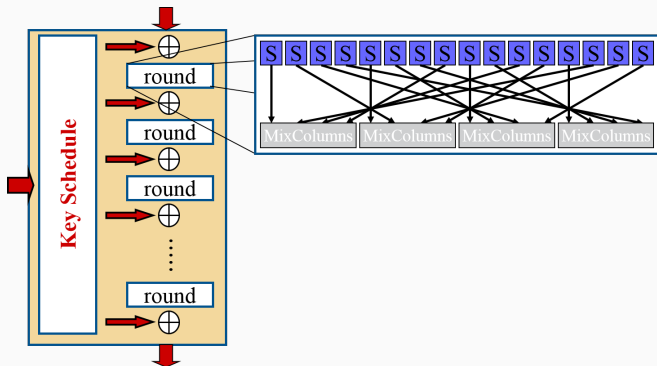 S S S S S S S S S S S S S S S S
MixColumns MixColumns MixColumns MixColumns
Key Schedule
round
round
round
......
round